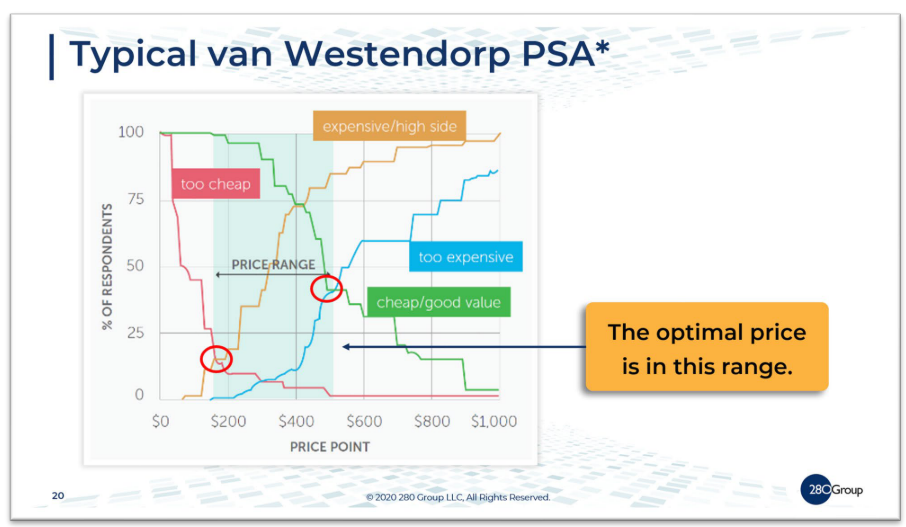 Typical van Westendorp PSA*
expensive/high side
100
too cheap
75
% OF RESPONDENTS
50
PRICE RANGE
too expensive
cheap/good value
25
0
$0 $200 $400 $600 $800 $1,000
PRICE POINT
The optimal price
is in this range.
20
© 2020 280 Group LLC, All Rights Reserved.
280Group